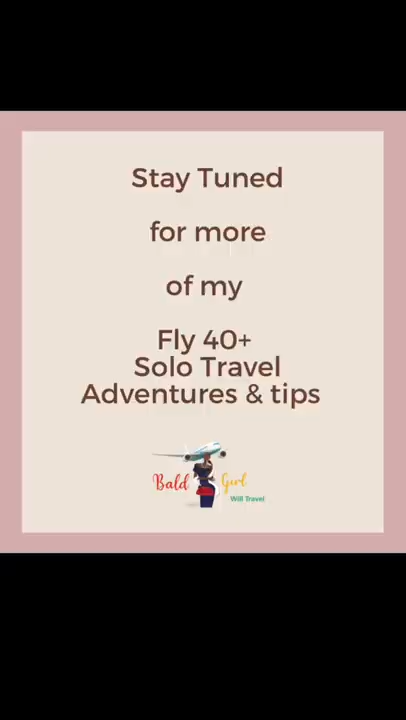 Stay Tuned
for more
of my
Fly 40+
Solo Travel
Adventures & tips
Bald Girl
Will Travel